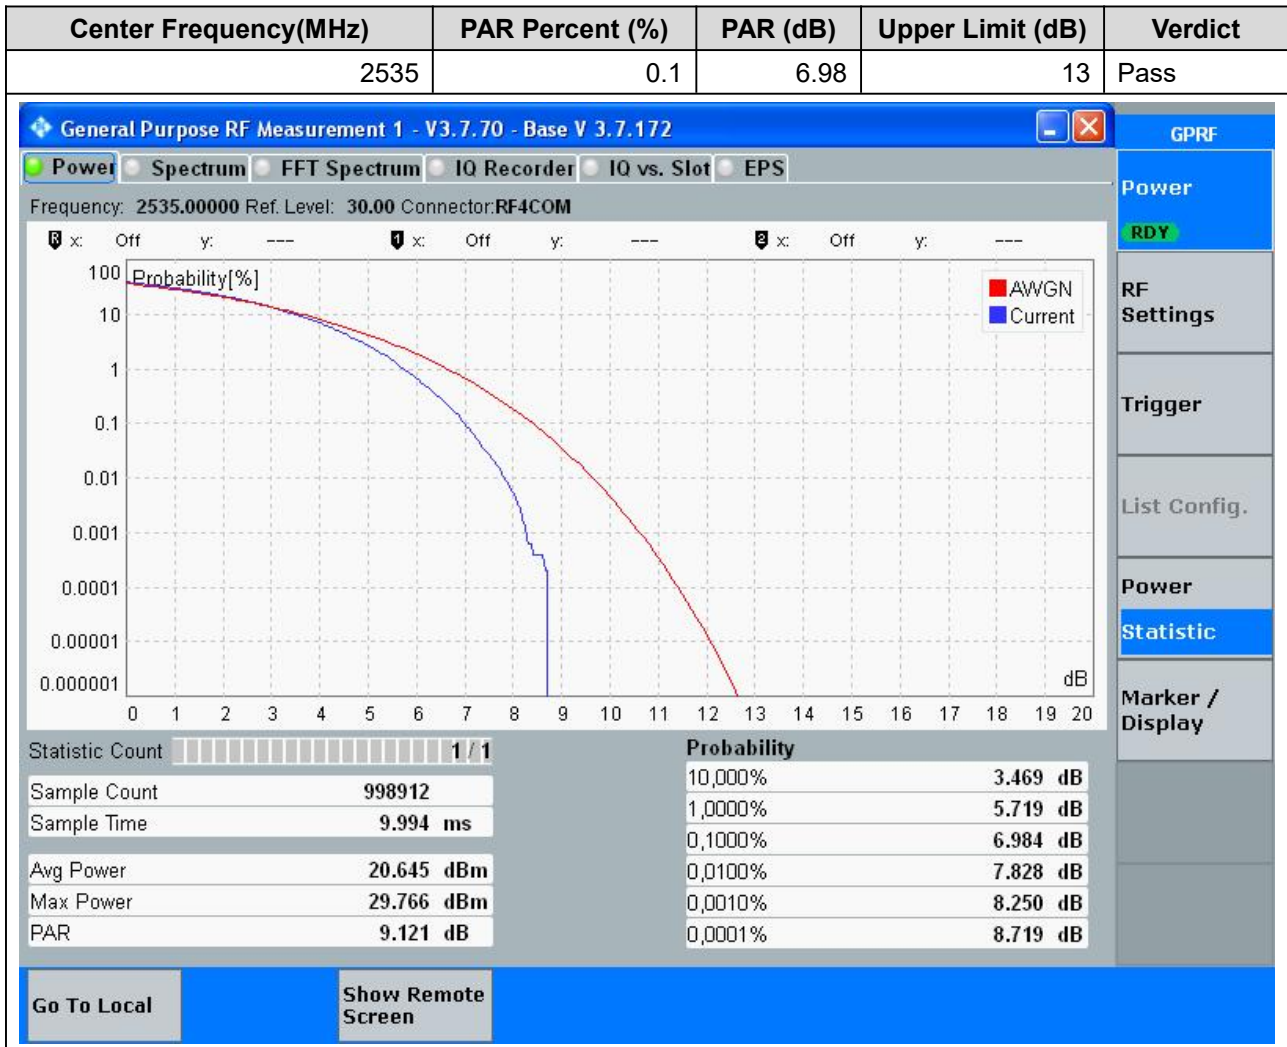 Center Frequency(MHz) PAR Percent (%) PAR (dB) Upper Limit (dB) Verdict
2535 0.1 6.98 13 Pass
General Purpose RF Measurement 1 - V3.7.70 - Base V 3.7.172
GPRF
Power Spectrum FFT Spectrum IQ Recorder IQ vs. Slot EPS
Power
RDY
Frequency: 2535.00000 Ref. Level: 30.00 Connector:RF4COM
R x: Off y: --- 1 x: Off y: --- 2 x: Off y: ---
Probability[%]
AWGN
Current
100
10
1
0.1
0.01
0.001
0.0001
0.00001
0.000001
dB
0 1 2 3 4 5 6 7 8 9 10 11 12 13 14 15 16 17 18 19 20
RF
Settings
Trigger
List Config.
Power
Statistic
Marker /
Display
Statistic Count 1 / 1
Sample Count 998912
Sample Time 9.994 ms
Avg Power 20.645 dBm
Max Power 29.766 dBm
PAR 9.121 dB
Probability
10,000% 3.469 dB
1,0000% 5.719 dB
0,1000% 6.984 dB
0,0100% 7.828 dB
0,0010% 8.250 dB
0,0001% 8.719 dB
Go To Local
Show Remote
Screen